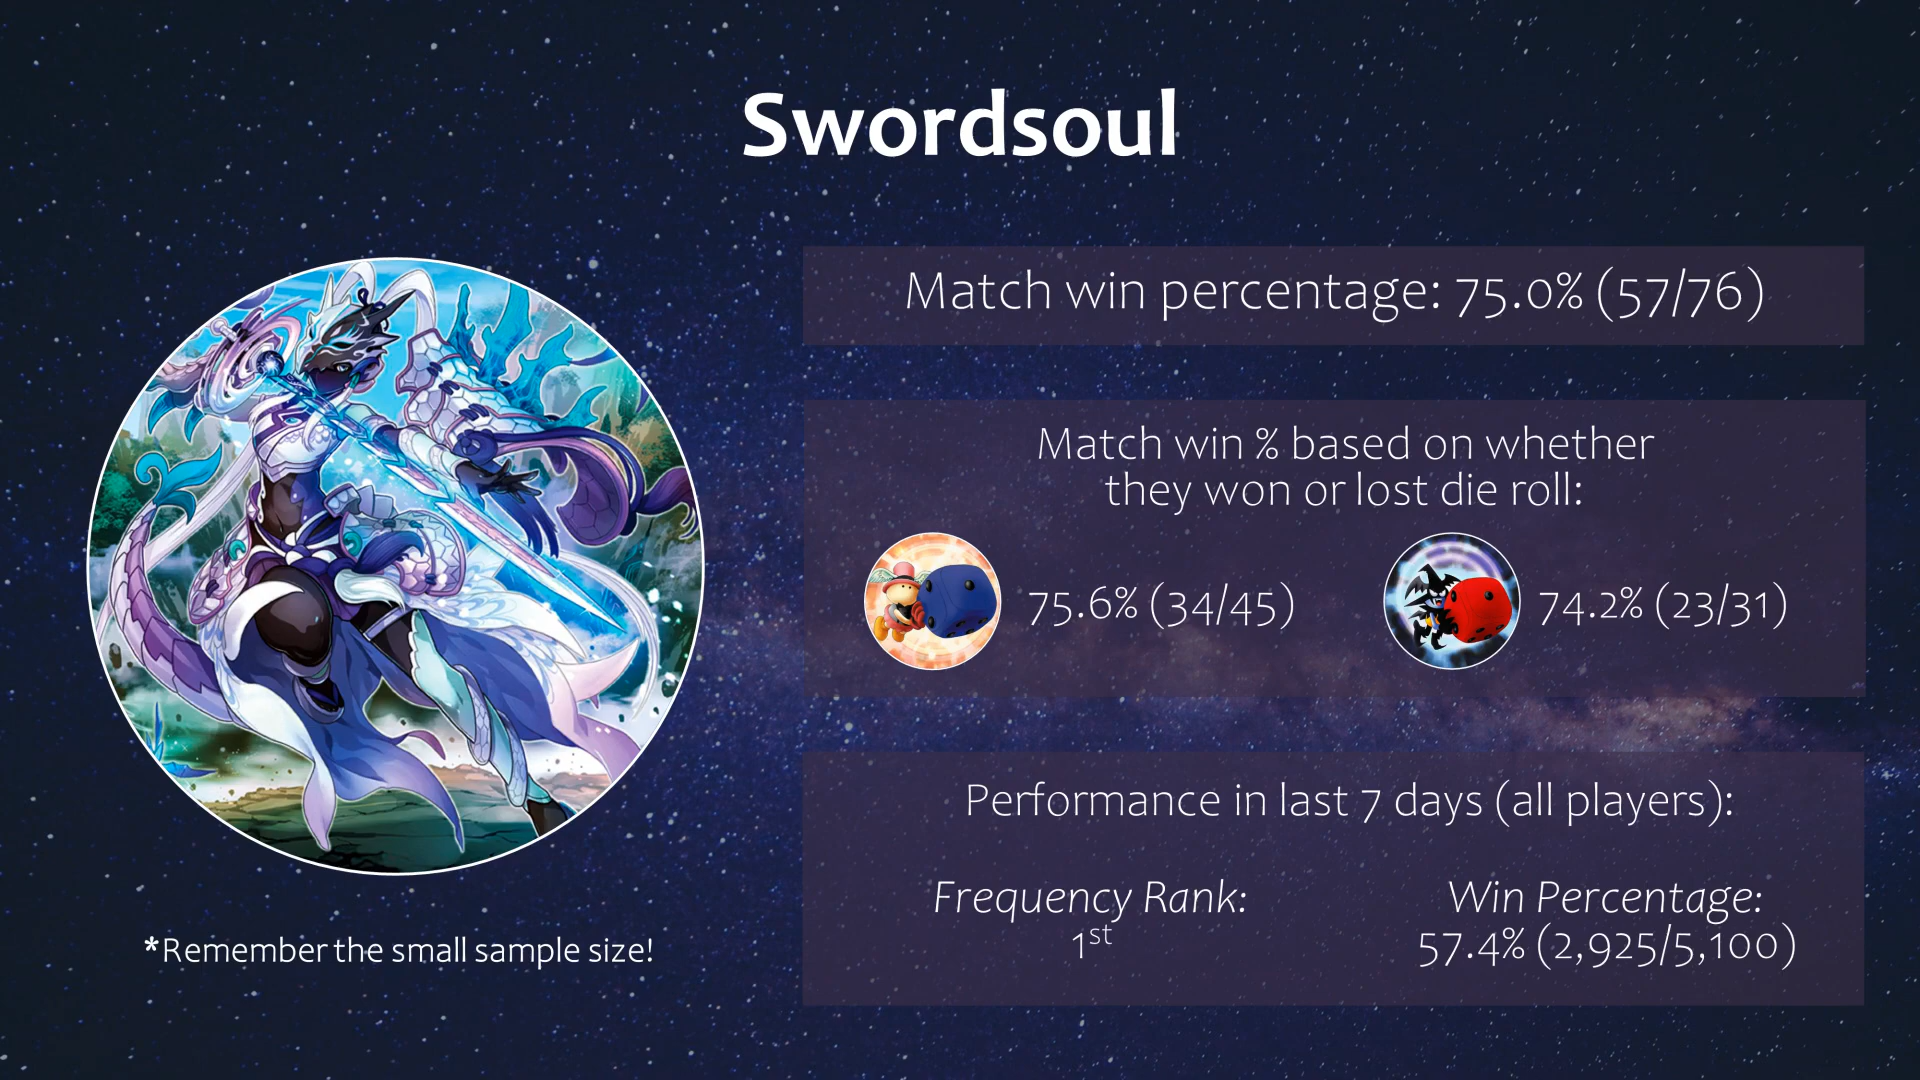 Swordsoul
Match win percentage: 75.0% (57/76)
Match win % based on whether
they won or lost die roll:
75.6% (34/45)
74.2% (23/31)
Performance in last 7 days (all players):
Frequency Rank:
1st
Win Percentage:
57.4% (2,925/5,100)
*Remember the small sample size!